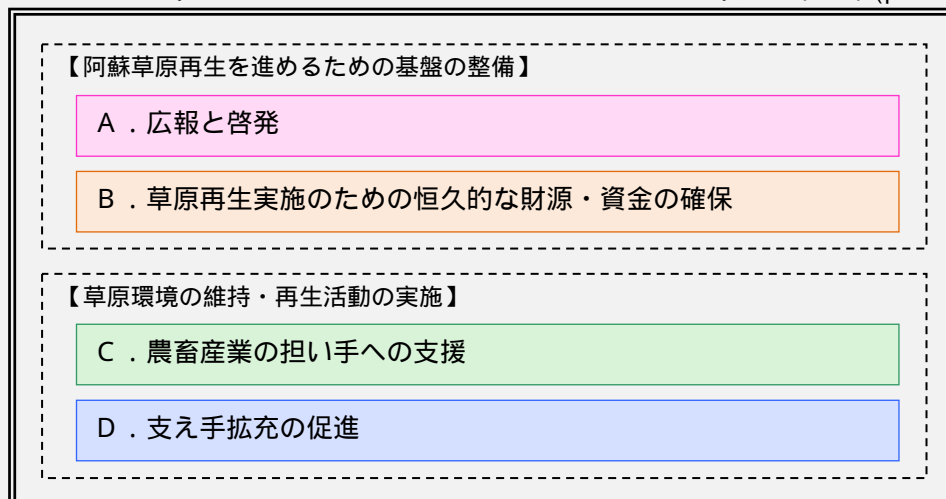 【阿蘇草原再生を進めるための基盤の整備】
A．広報と啓発
B．草原再生実施のための恒久的な財源・資金の確保
【草原環境の維持・再生活動の実施】
C．農畜産業の担い手への支援
D．支え手拡充の促進